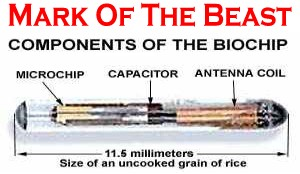 MARK OF THE BEAST
COMPONENTS OF THE BIOCHIP
MICROCHIP CAPACITOR ANTENNA COIL
11.5 millimeters
Size of an uncooked grain of rice